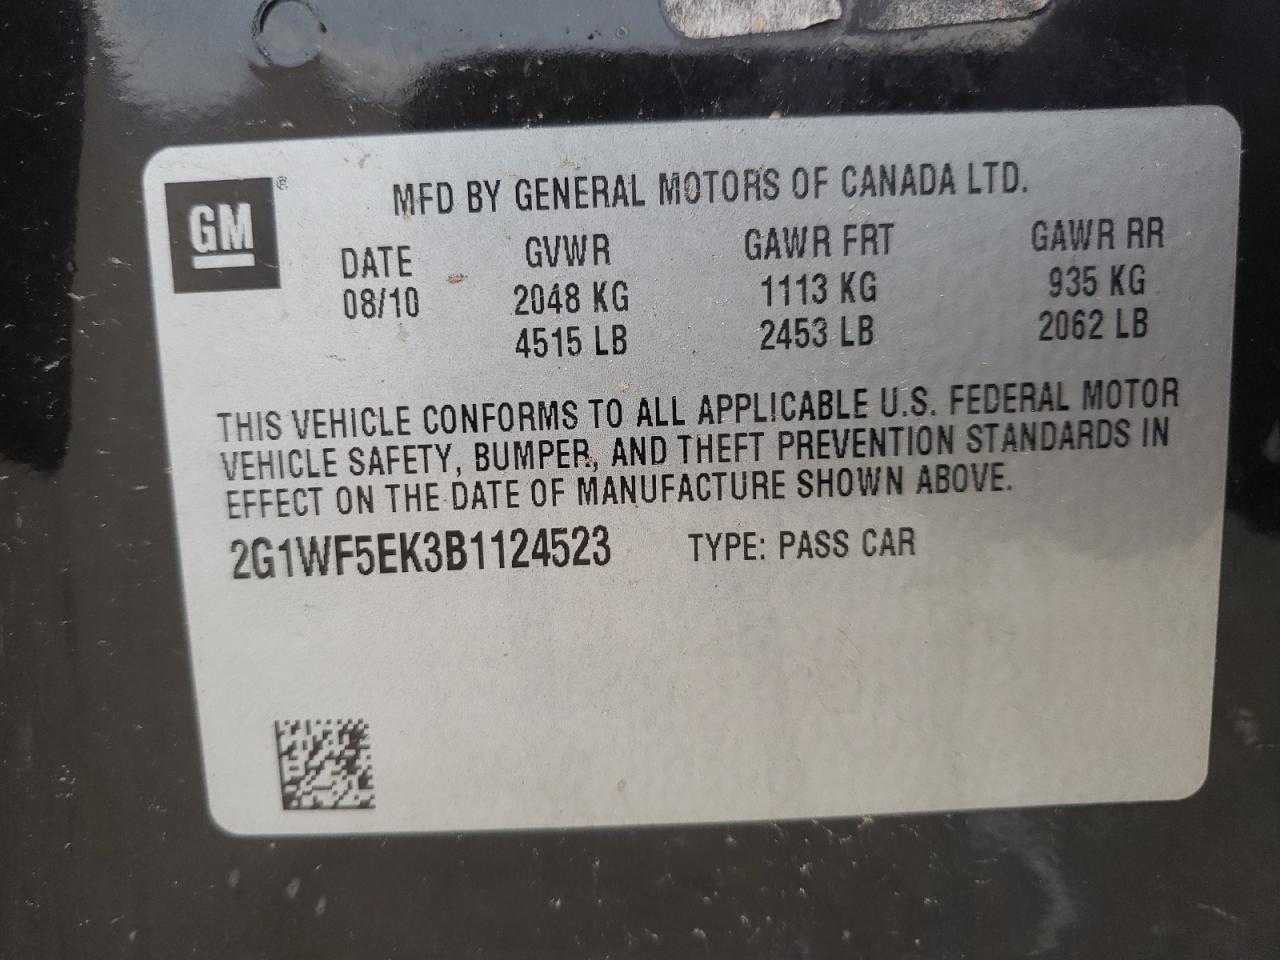 GM ®
MFD BY GENERAL MOTORS OF CANADA LTD.
DATE GVWR GAWR FRT GAWR RR
08/10 2048 KG 1113 KG 935 KG
4515 LB 2453 LB 2062 LB
THIS VEHICLE CONFORMS TO ALL APPLICABLE U.S. FEDERAL MOTOR
VEHICLE SAFETY, BUMPER, AND THEFT PREVENTION STANDARDS IN
EFFECT ON THE DATE OF MANUFACTURE SHOWN ABOVE.
2G1WF5EK3B1124523 TYPE: PASS CAR